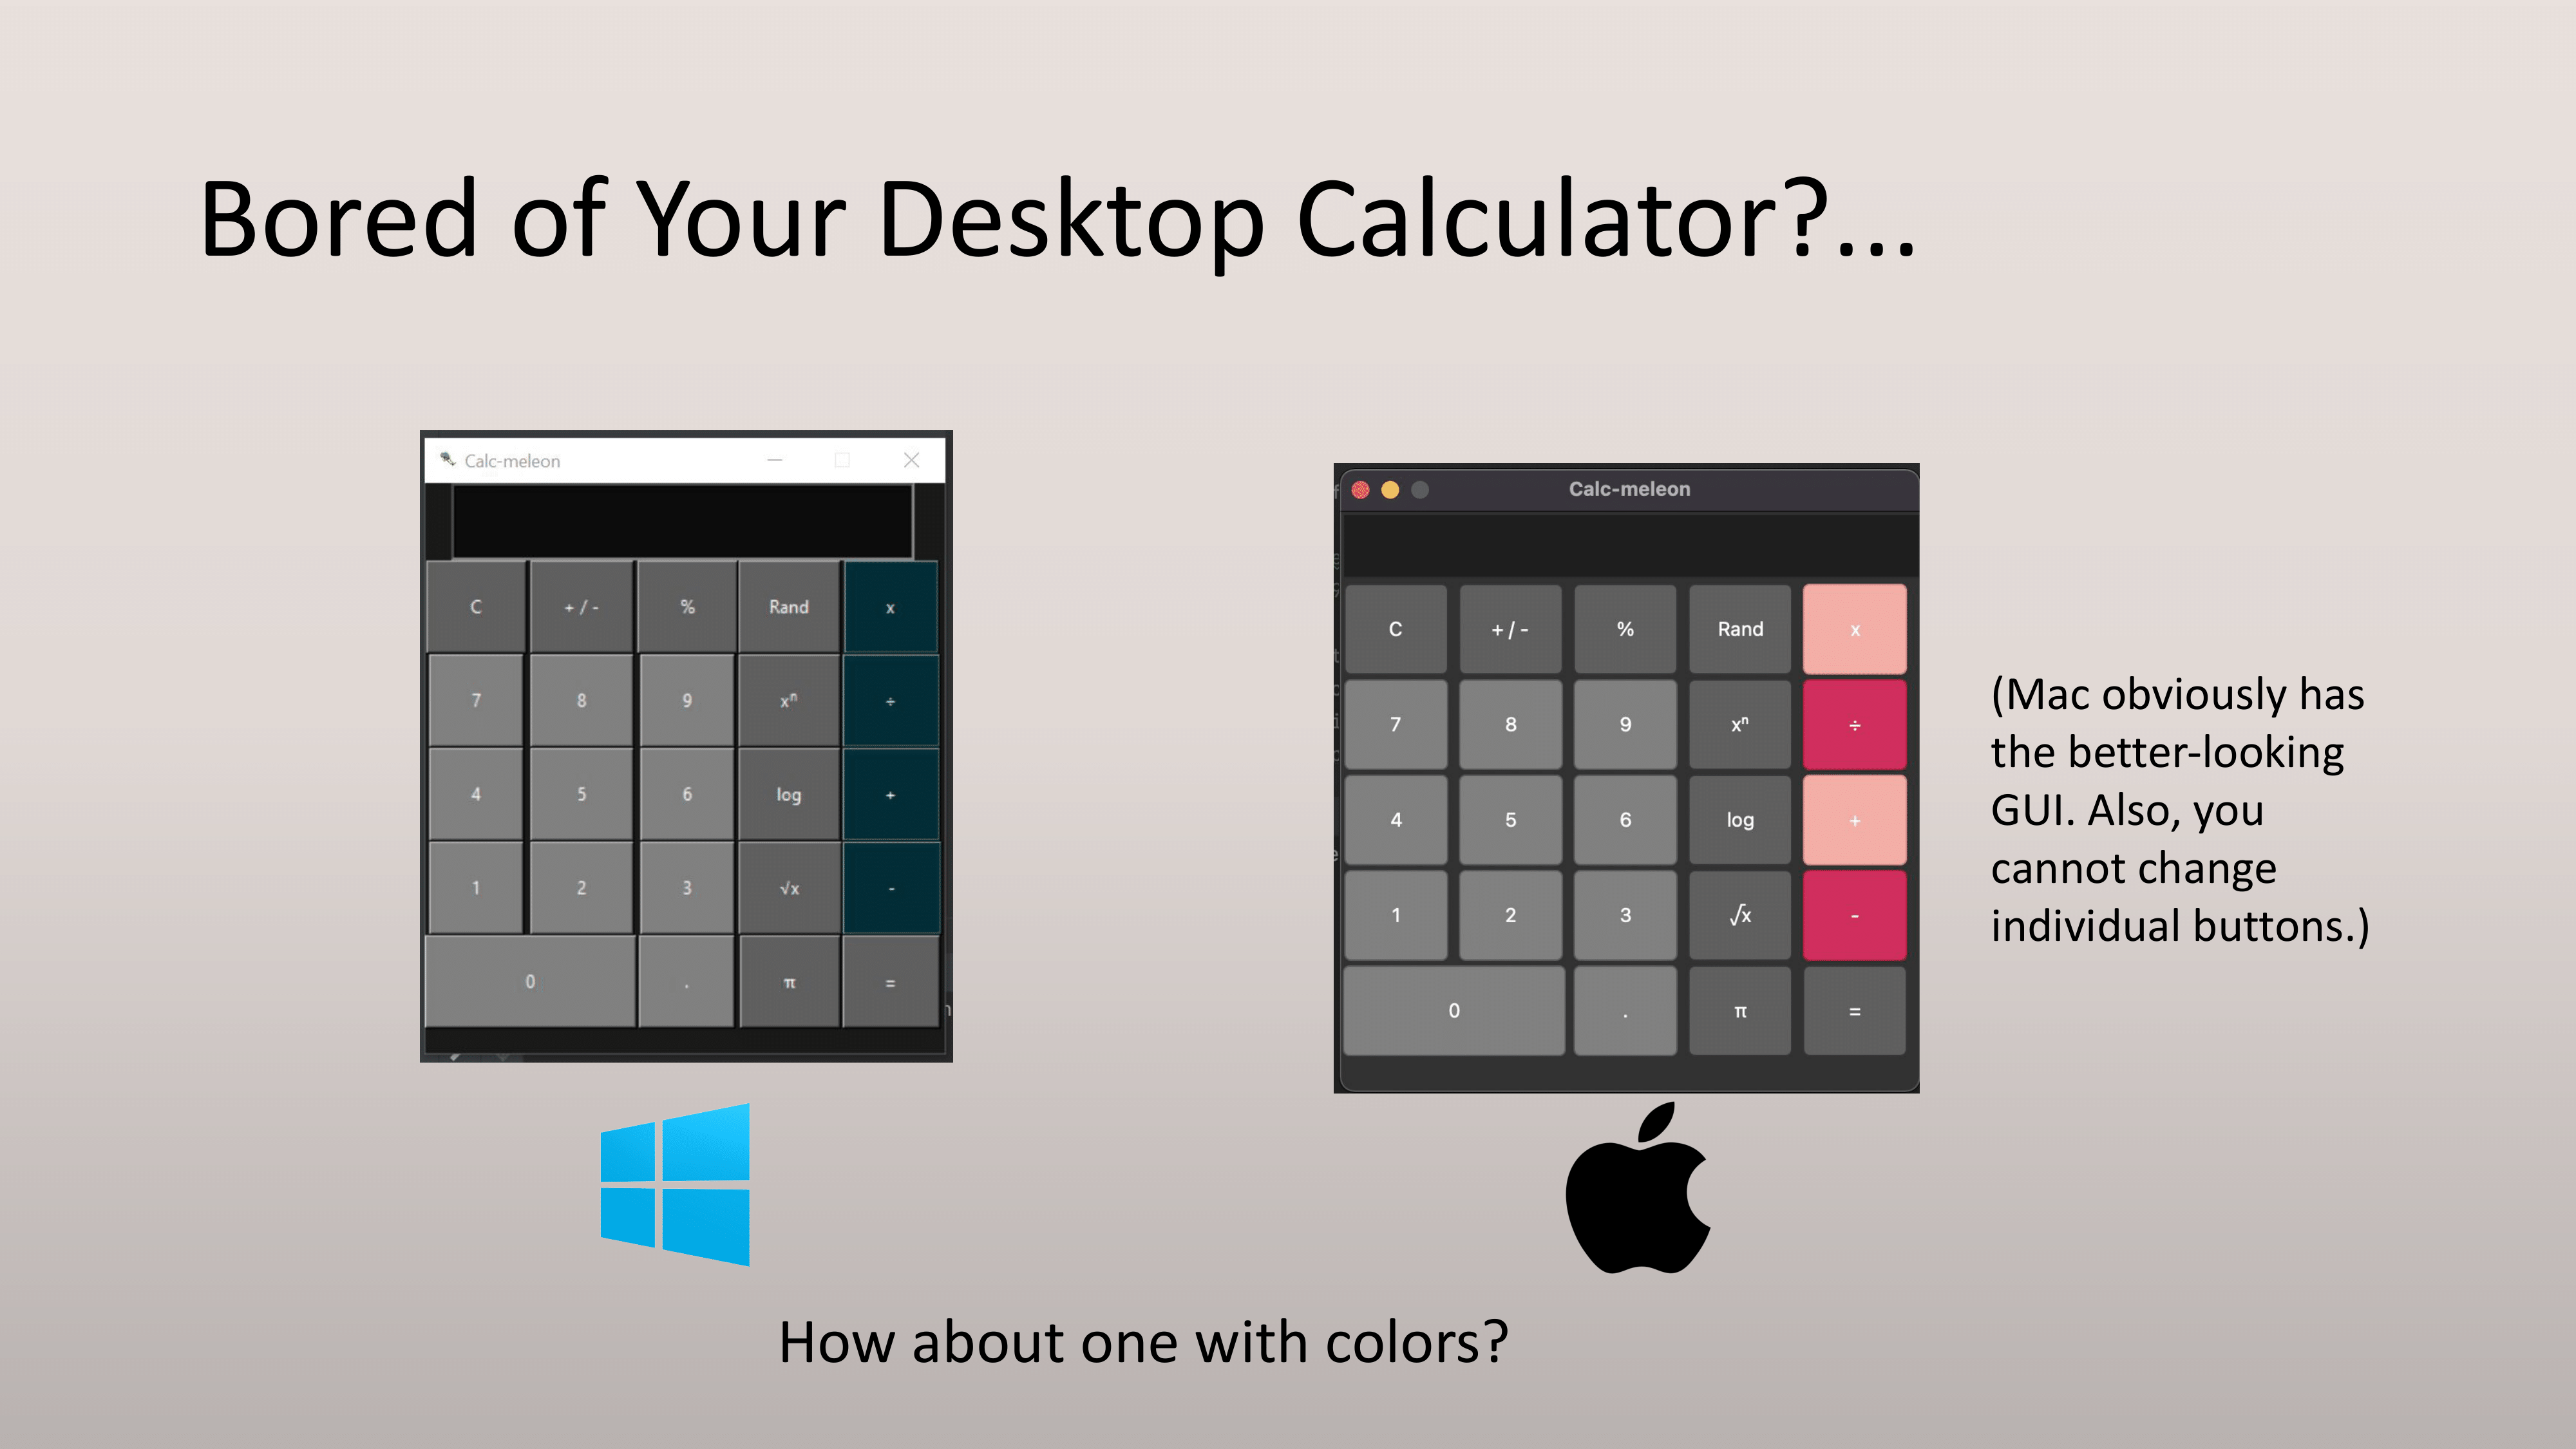 Bored of Your Desktop Calculator?...
Calc-meleon
C + / - % Rand x
7 8 9 xⁿ ÷
4 5 6 log +
1 2 3 √x -
0 . π =
Calc-meleon
C + / - % Rand x
7 8 9 xⁿ ÷
4 5 6 log +
1 2 3 √x -
0 . π =
(Mac obviously has
the better-looking
GUI. Also, you
cannot change
individual buttons.)
How about one with colors?